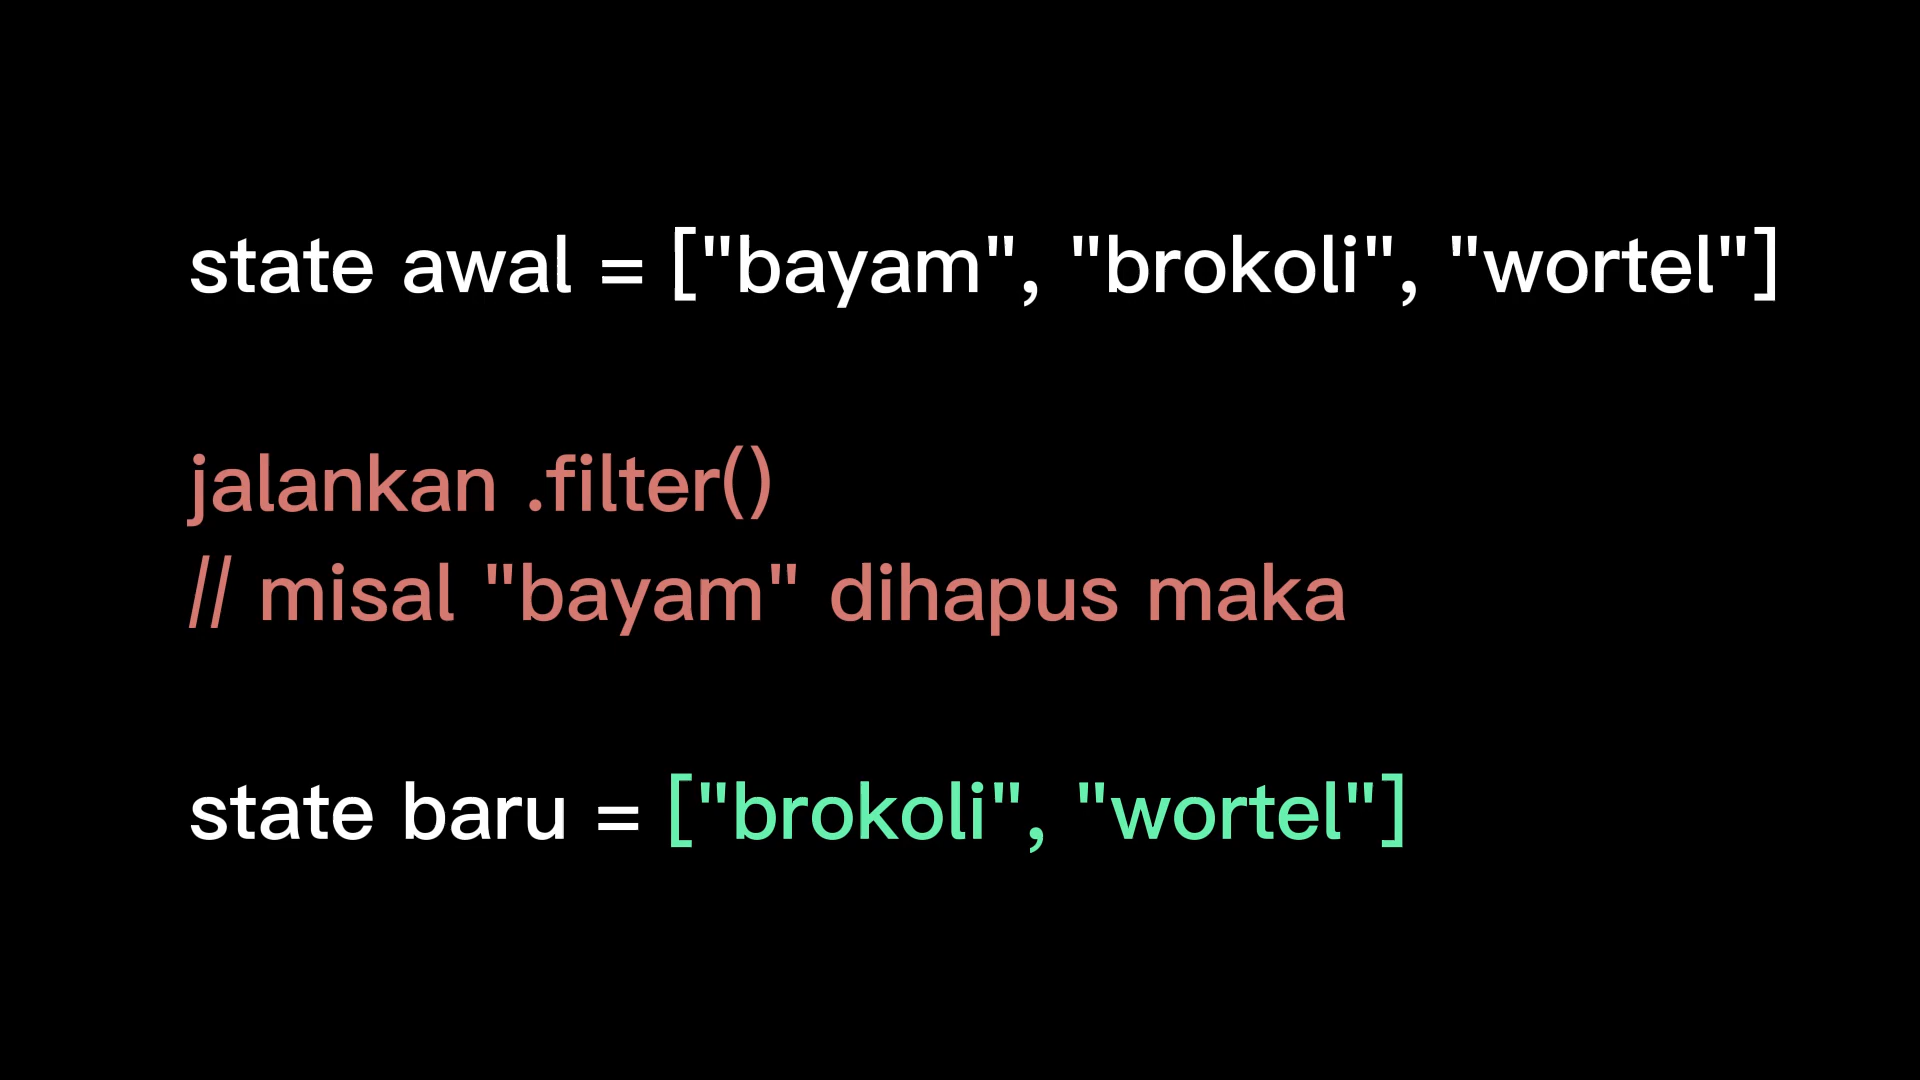 state awal = ["bayam", "brokoli", "wortel"]
jalankan .filter()
// misal "bayam" dihapus maka
state baru = ["brokoli", "wortel"]